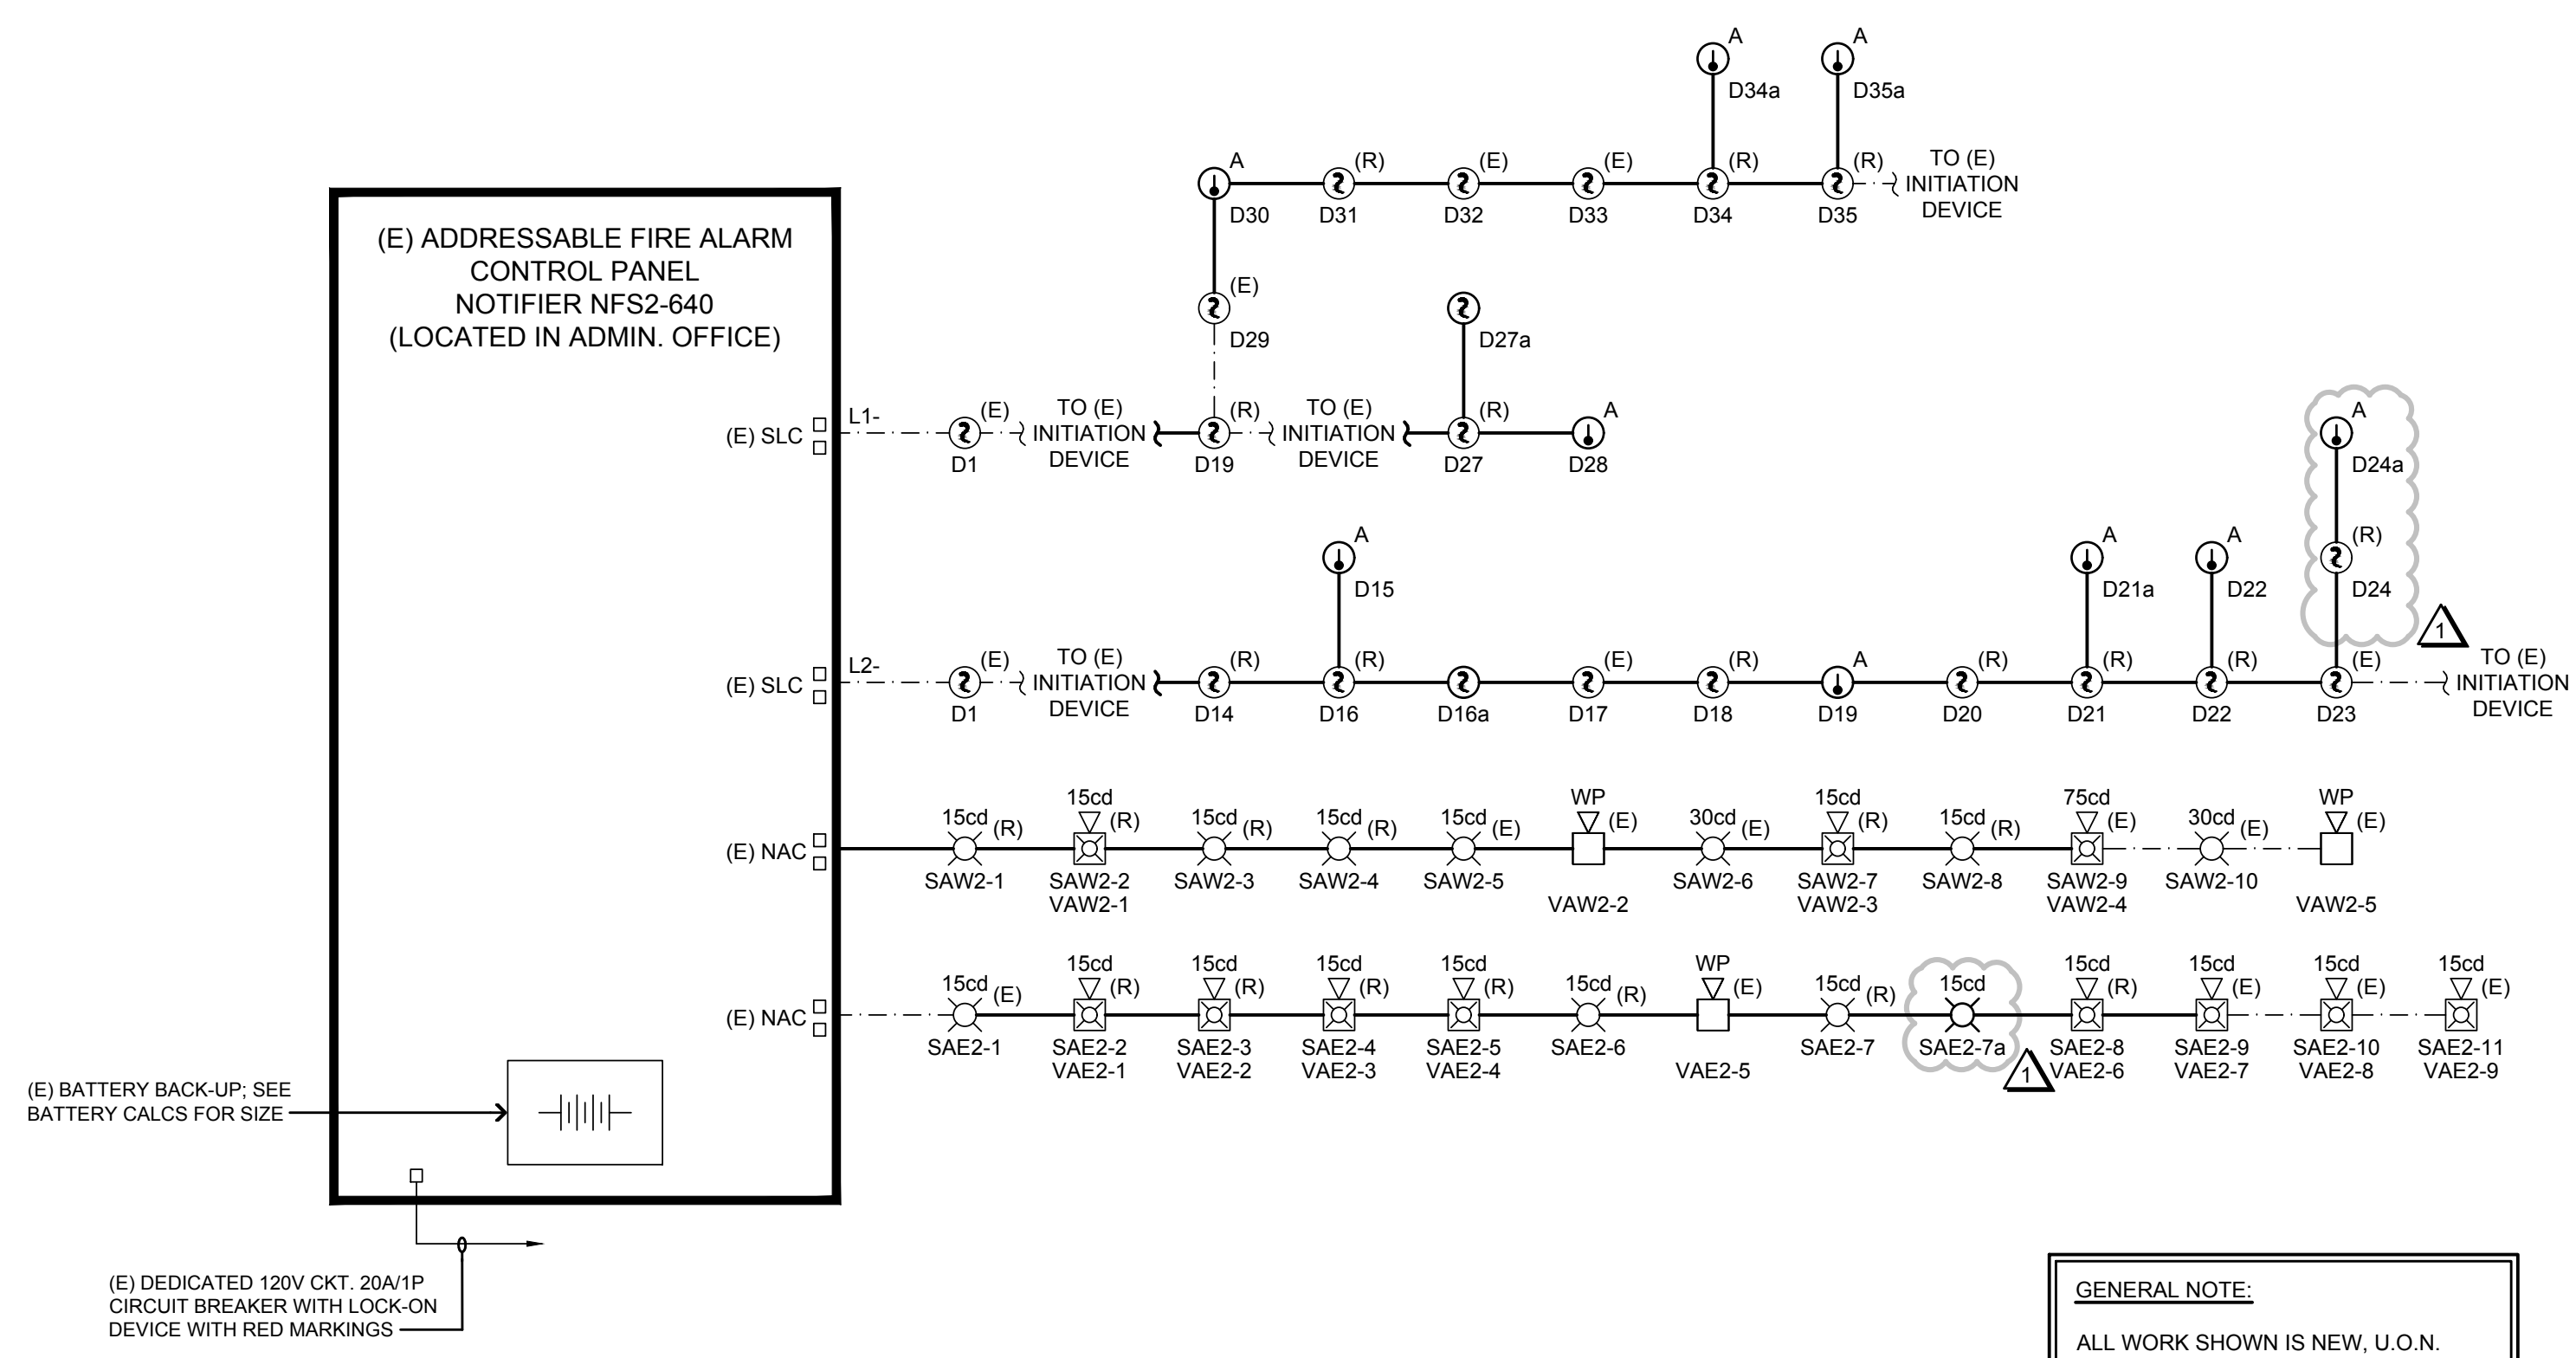 (E) ADDRESSABLE FIRE ALARM
CONTROL PANEL
NOTIFIER NFS2-640
(LOCATED IN ADMIN. OFFICE)
A
D34a
A
D35a
A
D30
(R)
D31
(E)
D32
(E)
D33
(R)
D34
(R)
D35
TO (E)
INITIATION
DEVICE
(E)
D29
D27a
(E) SLC
L1-
(E)
D1
TO (E)
INITIATION
DEVICE
(R)
D19
TO (E)
INITIATION
DEVICE
(R)
D27
A
D28
A
D24a
(R)
D24
1
A
D15
A
D21a
A
D22
(E) SLC
L2-
(E)
D1
TO (E)
INITIATION
DEVICE
(R)
D14
(R)
D16
D16a
(E)
D17
(R)
D18
A
D19
(R)
D20
(R)
D21
(R)
D22
(E)
D23
TO (E)
INITIATION
DEVICE
(E) NAC
15cd (R)
SAW2-1
15cd
(R)
SAW2-2
VAW2-1
15cd (R)
SAW2-3
15cd (R)
SAW2-4
15cd (E)
SAW2-5
WP
(E)
VAW2-2
30cd (E)
SAW2-6
15cd
(R)
SAW2-7
VAW2-3
15cd (R)
SAW2-8
75cd
(E)
SAW2-9
VAW2-4
30cd (E)
SAW2-10
WP
(E)
VAW2-5
(E) NAC
15cd (E)
SAE2-1
15cd
(R)
SAE2-2
VAE2-1
15cd
(R)
SAE2-3
VAE2-2
15cd
(R)
SAE2-4
VAE2-3
15cd
(R)
SAE2-5
VAE2-4
15cd (R)
SAE2-6
WP
(E)
VAE2-5
15cd (R)
SAE2-7
15cd
SAE2-7a
1
15cd
(R)
SAE2-8
VAE2-6
15cd
(E)
SAE2-9
VAE2-7
15cd
(E)
SAE2-10
VAE2-8
15cd
(E)
SAE2-11
VAE2-9
(E) BATTERY BACK-UP; SEE
BATTERY CALCS FOR SIZE
(E) DEDICATED 120V CKT. 20A/1P
CIRCUIT BREAKER WITH LOCK-ON
DEVICE WITH RED MARKINGS
GENERAL NOTE:
ALL WORK SHOWN IS NEW, U.O.N.